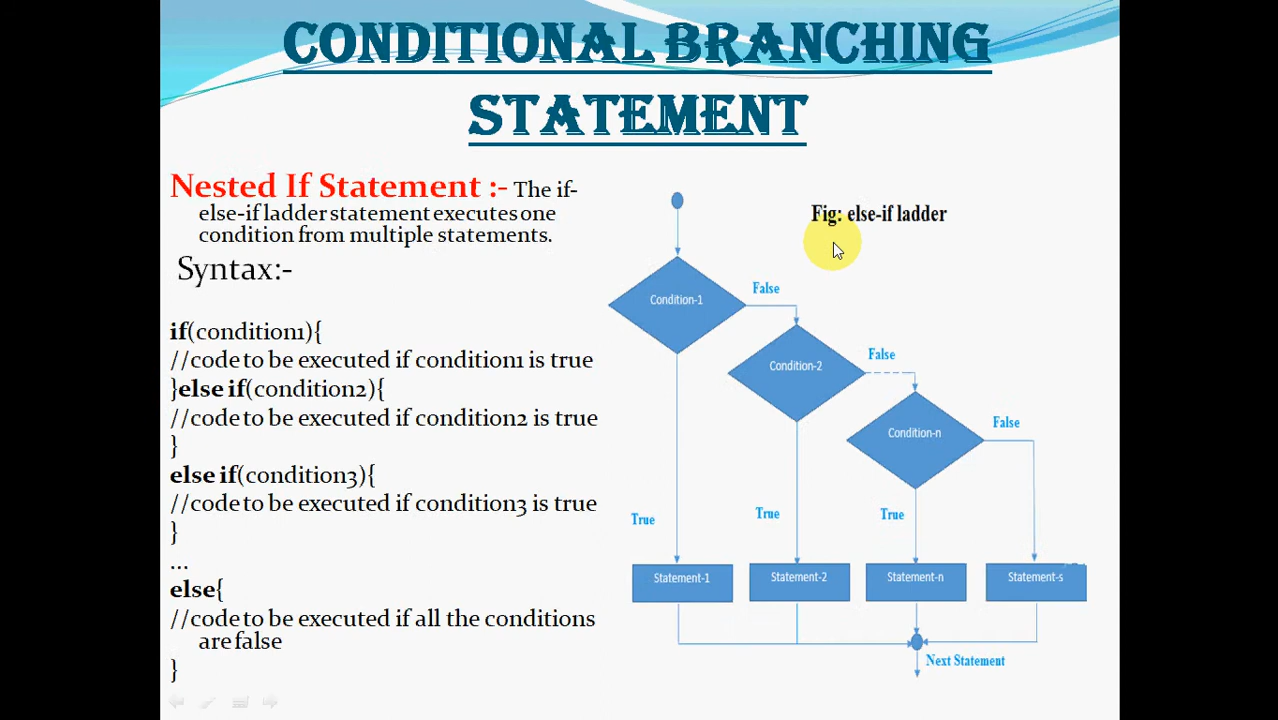 CONDITIONAL BRANCHING
STATEMENT
Nested If Statement :- The if-
else-if ladder statement executes one
condition from multiple statements.
Syntax:-
if(condition1){
//code to be executed if condition1 is true
}else if(condition2){
//code to be executed if condition2 is true
}
else if(condition3){
//code to be executed if condition3 is true
}
...
else{
//code to be executed if all the conditions
are false
}
Fig: else-if ladder
Condition-1
False
Condition-2
False
Condition-n
False
True
True
True
Statement-1
Statement-2
Statement-n
Statement-s
Next Statement